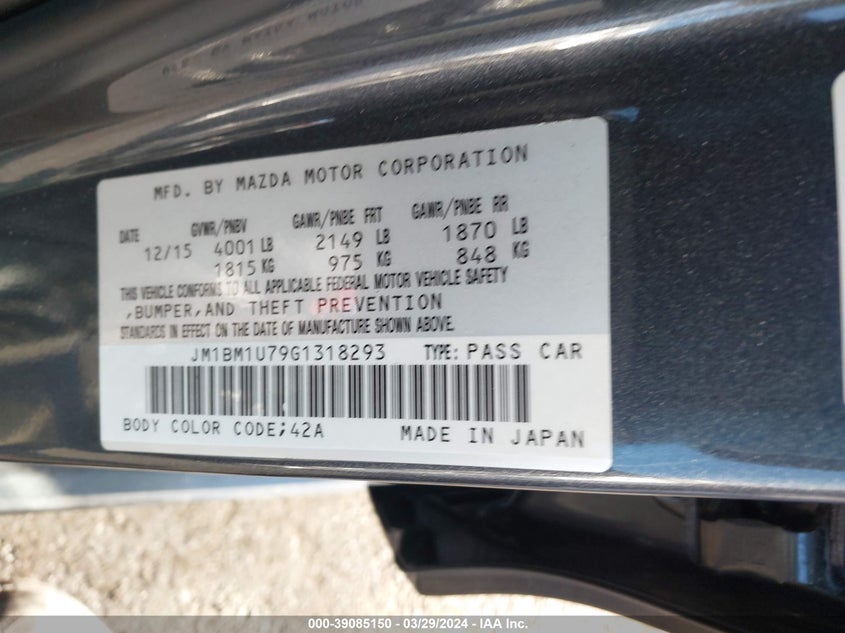 MFD. BY MAZDA MOTOR CORPORATION
DATE GVWR/PNBV GAWR/PNBE FRT GAWR/PNBE RR
12/15 4001 LB 2149 LB 1870 LB
1815 KG 975 KG 848 KG
THIS VEHICLE CONFORMS TO ALL APPLICABLE FEDERAL MOTOR VEHICLE SAFETY
,BUMPER,AND THEFT PREVENTION
STANDARDS IN EFFECT ON THE DATE OF MANUFACTURE SHOWN ABOVE.
JM1BM1U79G1318293 TYPE: PASS CAR
BODY COLOR CODE;42A MADE IN JAPAN
000-39085150 - 03/29/2024 - IAA Inc.